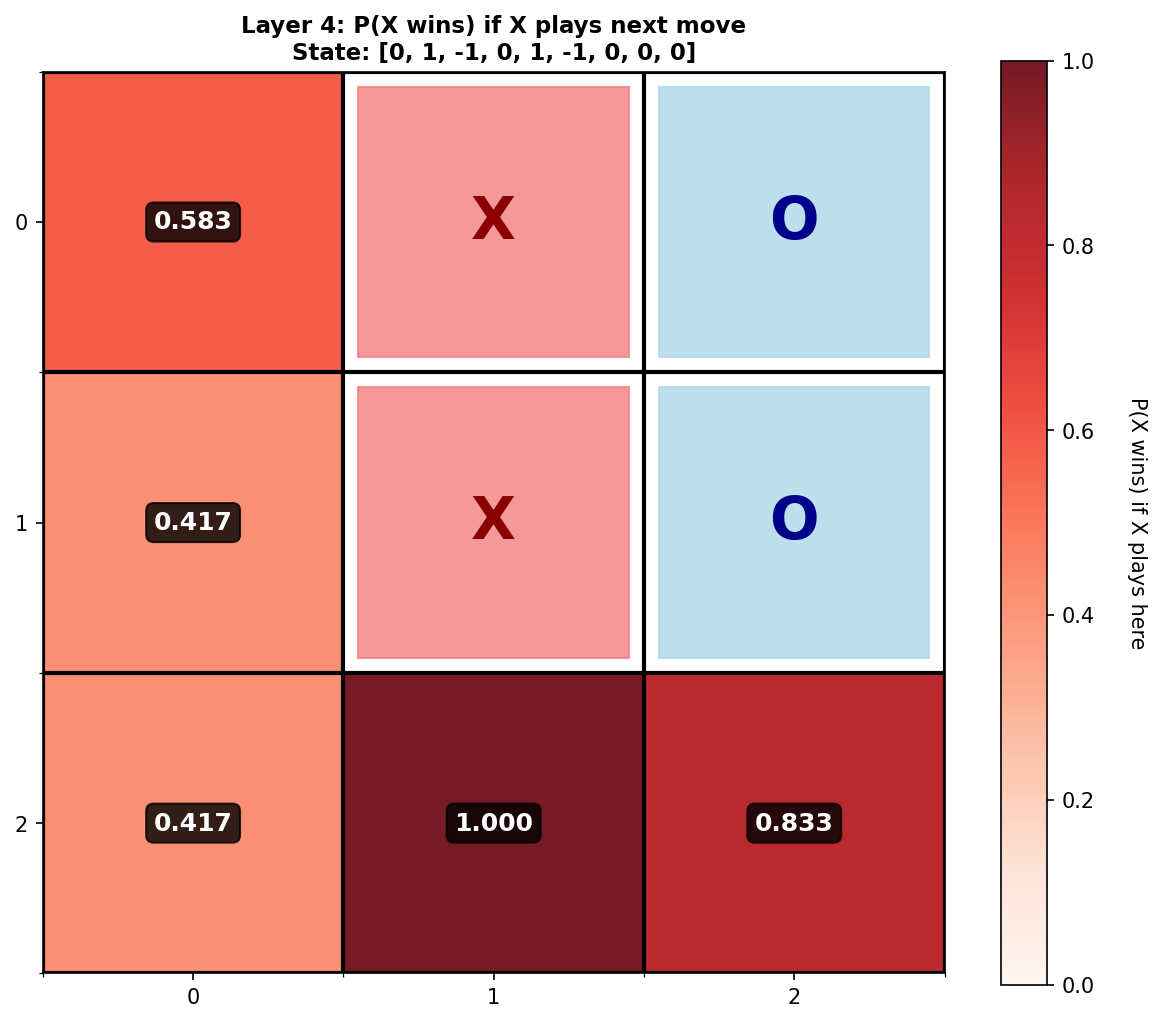 Layer 4: P(X wins) if X plays next move
State: [0, 1, -1, 0, 1, -1, 0, 0, 0]
0
0.583
X
O
1
0.417
X
O
2
0.417
1.000
0.833
0
1
2
1.0
0.8
0.6
0.4
0.2
0.0
P(X wins) if X plays here